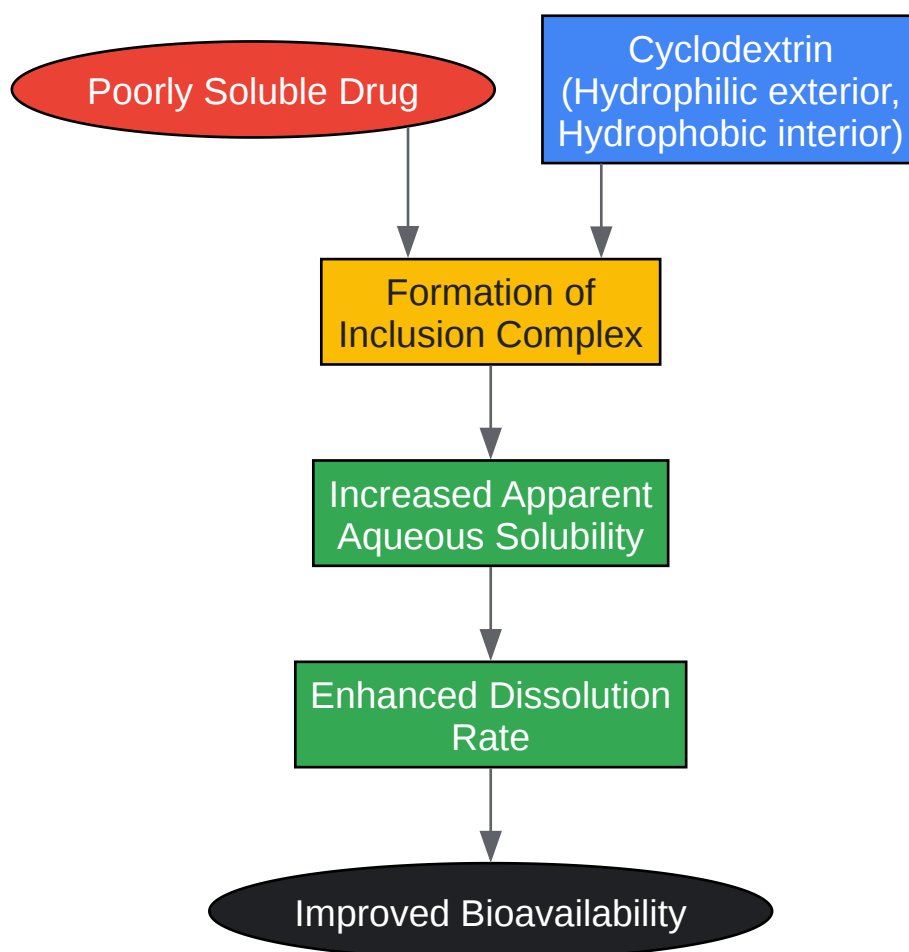 Poorly Soluble Drug
Cyclodextrin
(Hydrophilic exterior,
Hydrophobic interior)
Formation of
Inclusion Complex
Increased Apparent
Aqueous Solubility
Enhanced Dissolution
Rate
Improved Bioavailability